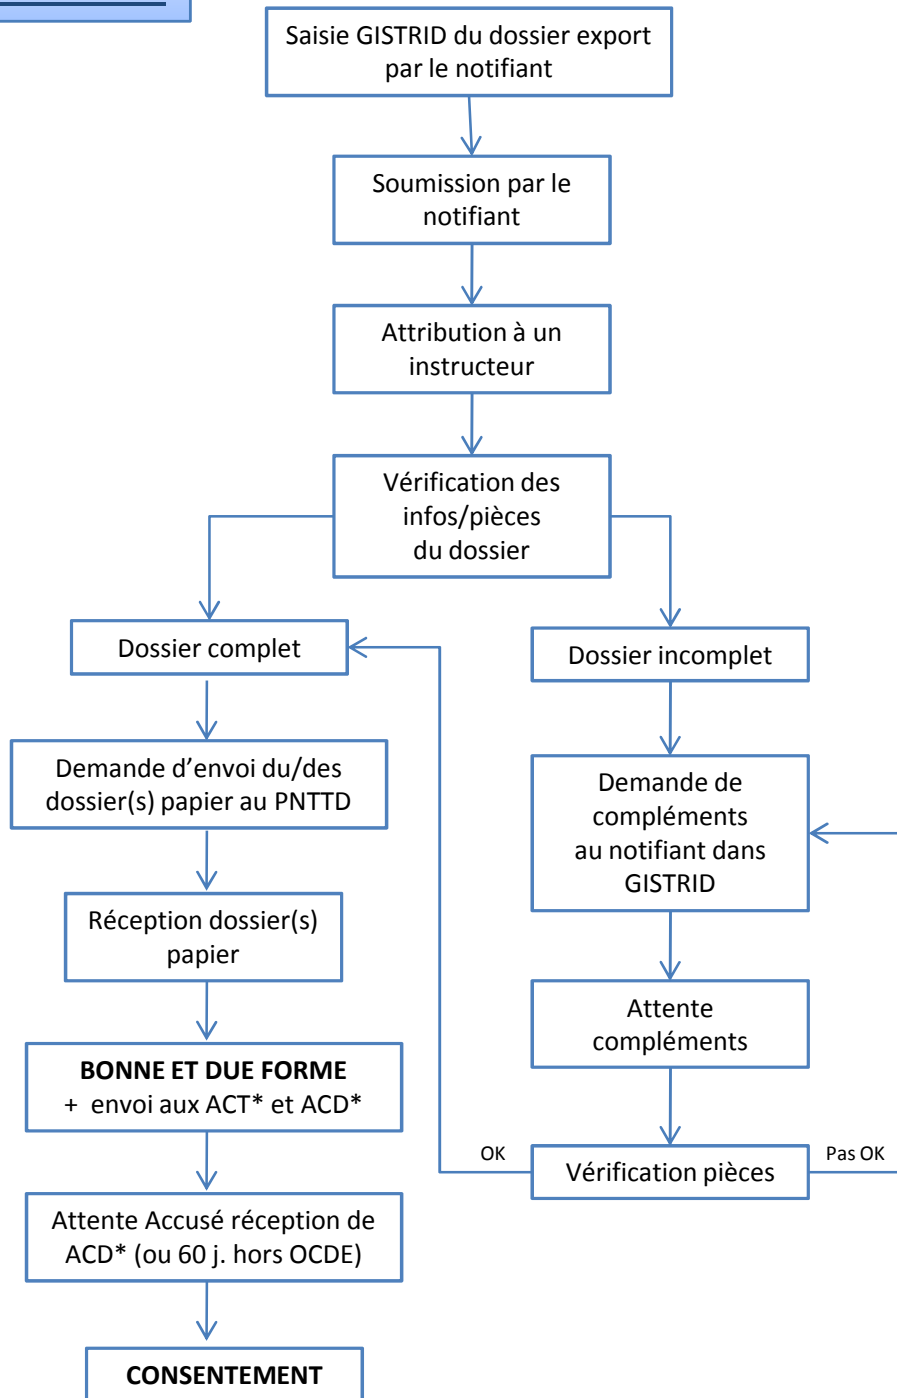 Saisie GISTRID du dossier export
par le notifiant
Soumission par le
notifiant
Attribution à un
instructeur
Vérification des
infos/pièces
du dossier
Dossier complet
Dossier incomplet
Demande d’envoi du/des
dossier(s) papier au PNTTD
Demande de
compléments
au notifiant dans
GISTRID
Réception dossier(s)
papier
Attente
compléments
BONNE ET DUE FORME
+ envoi aux ACT* et ACD*
OK
Vérification pièces
Pas OK
Attente Accusé réception de
ACD* (ou 60 j. hors OCDE)
CONSENTEMENT